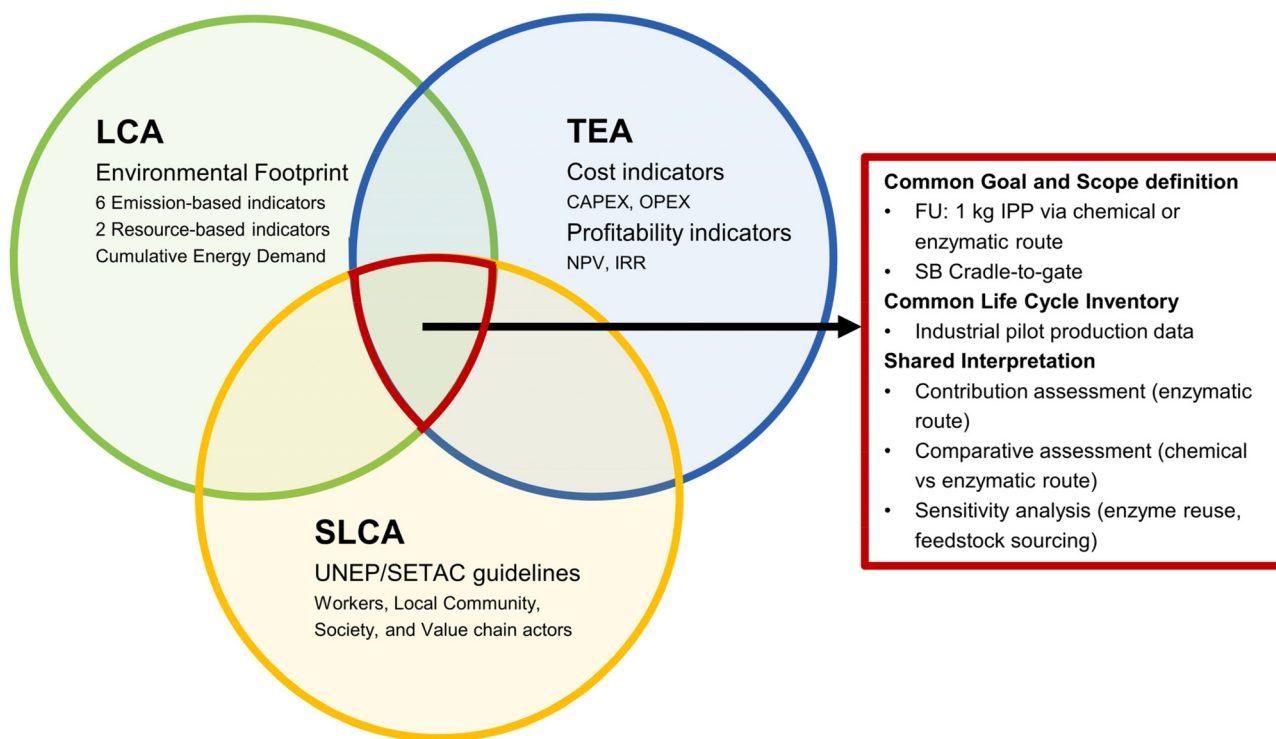 LCA
Environmental Footprint
6 Emission-based indicators
2 Resource-based indicators
Cumulative Energy Demand
TEA
Cost indicators
CAPEX, OPEX
Profitability indicators
NPV, IRR
SLCA
UNEP/SETAC guidelines
Workers, Local Community,
Society, and Value chain actors
Common Goal and Scope definition
• FU: 1 kg IPP via chemical or
enzymatic route
• SB Cradle-to-gate
Common Life Cycle Inventory
• Industrial pilot production data
Shared Interpretation
• Contribution assessment (enzymatic
route)
• Comparative assessment (chemical
vs enzymatic route)
• Sensitivity analysis (enzyme reuse,
feedstock sourcing)